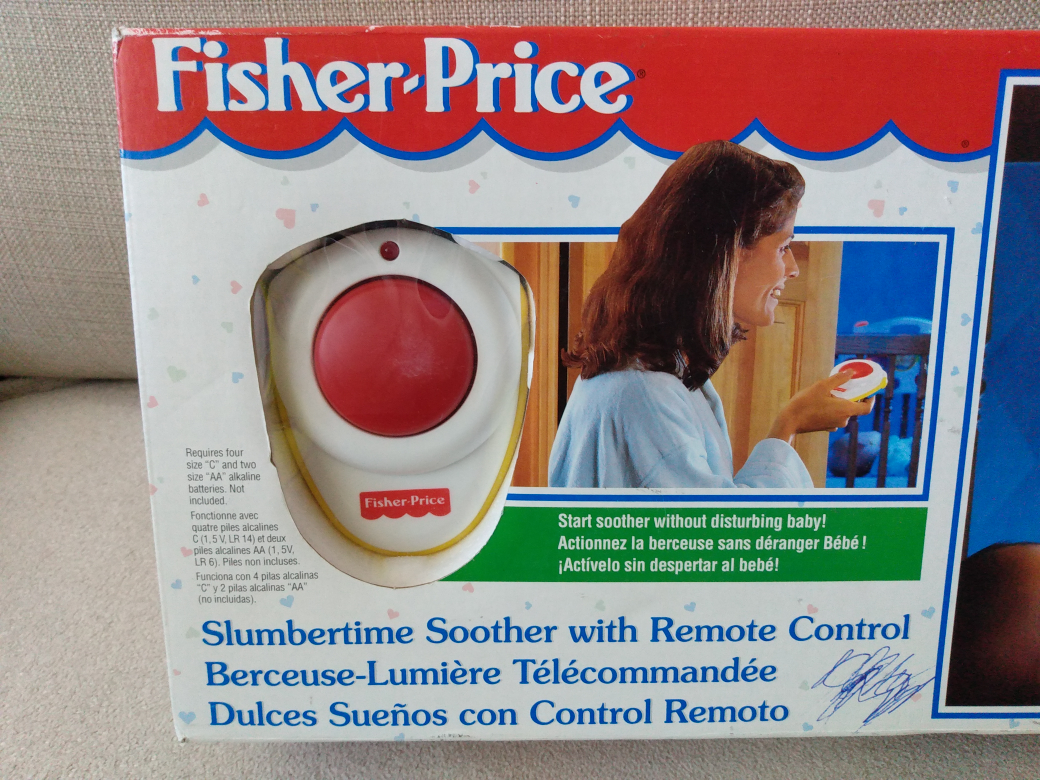 Fisher-Price®
®
Requires four
size "C" and two
size "AA" alkaline
batteries. Not
included.
Fonctionne avec
quatre piles alcalines
C (1,5 V, LR 14) et deux
piles alcalines AA (1, 5V,
LR 6). Piles non incluses.
Funciona con 4 pilas alcalinas
"C" y 2 pilas alcalinas "AA"
(no incluidas).
Fisher-Price
Start soother without disturbing baby!
Actionnez la berceuse sans déranger Bébé !
¡Actívelo sin despertar al bebé!
Slumbertime Soother with Remote Control
Berceuse-Lumière Télécommandée
Dulces Sueños con Control Remoto